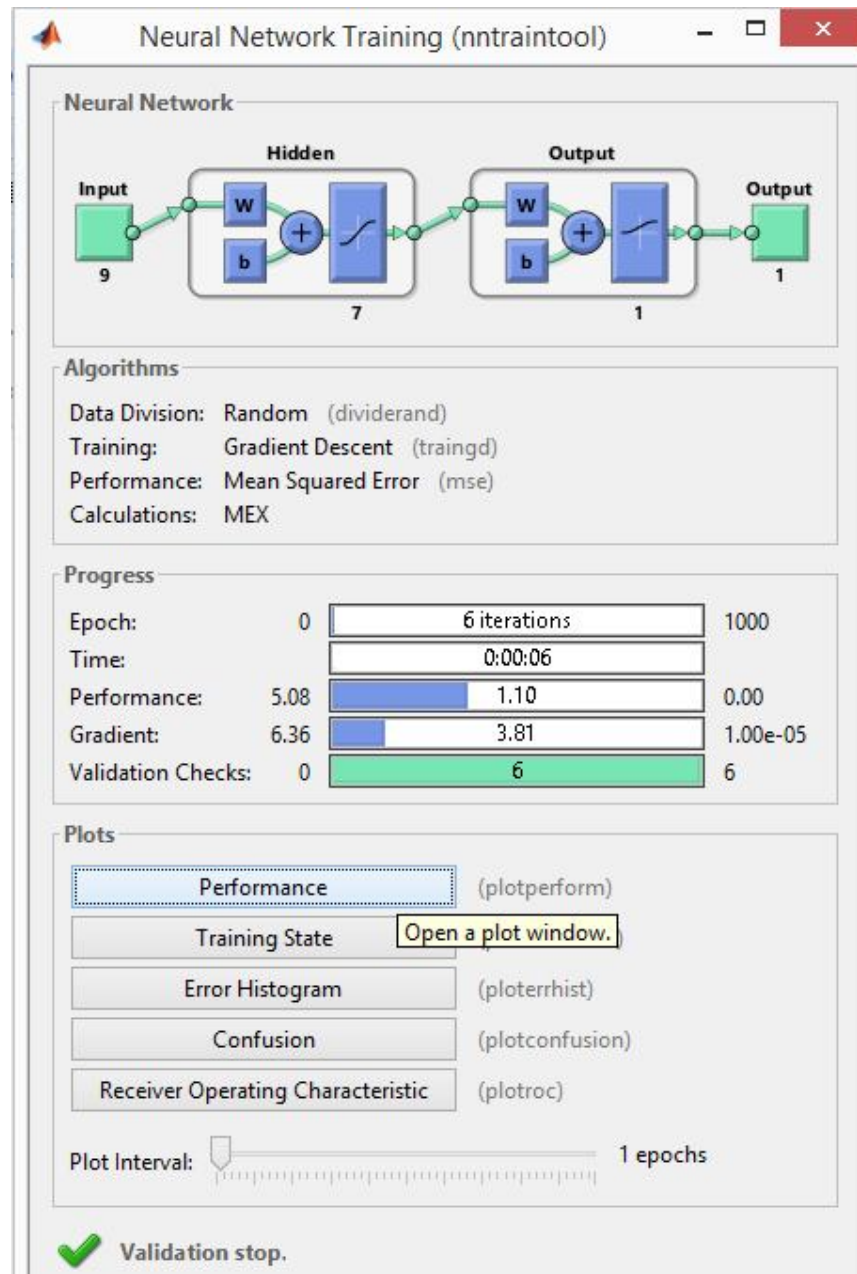 Neural Network Training (nntraintool)
Neural Network
Hidden
Output
Input
Output
W
b
+
W
b
+
9
7
1
1
Algorithms
Data Division: Random (dividerand)
Training: Gradient Descent (traingd)
Performance: Mean Squared Error (mse)
Calculations: MEX
Progress
Epoch: 0 6 iterations 1000
Time: 0:00:06
Performance: 5.08 1.10 0.00
Gradient: 6.36 3.81 1.00e-05
Validation Checks: 0 6 6
Plots
Performance (plotperform)
Open a plot window.
Training State )
Error Histogram (ploterrhist)
Confusion (plotconfusion)
Receiver Operating Characteristic (plotroc)
Plot Interval: 1 epochs
Validation stop.